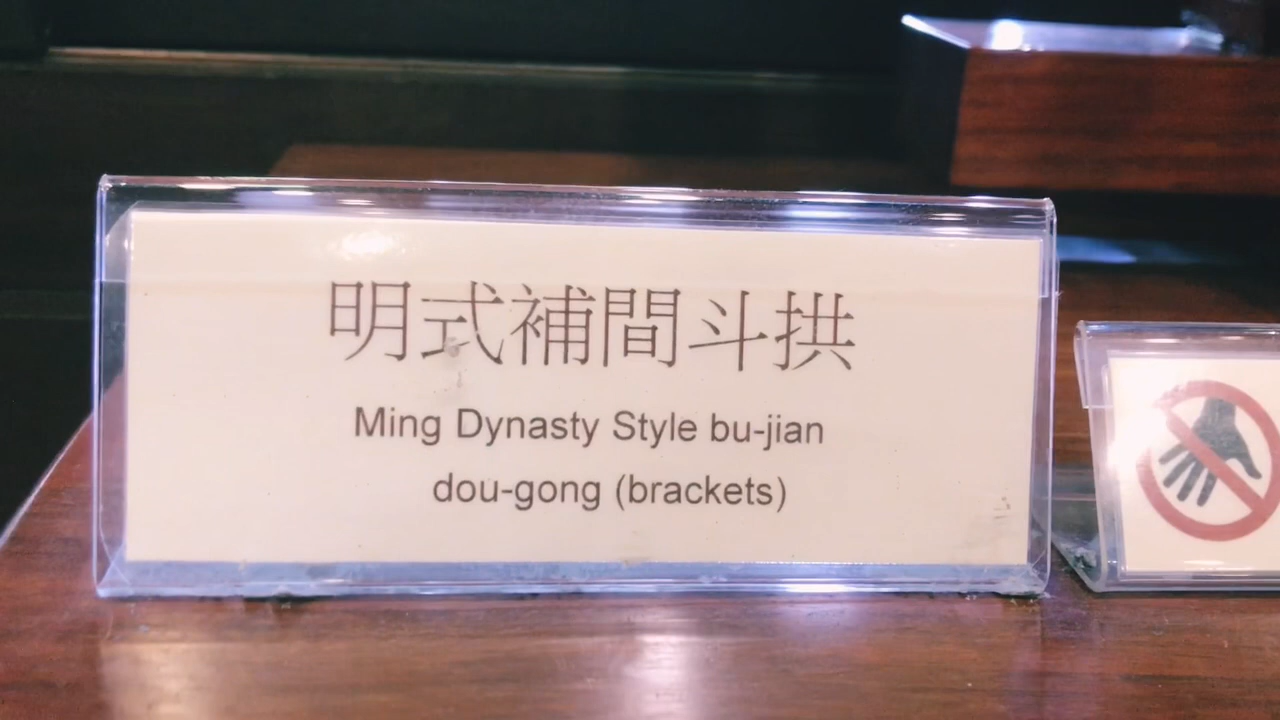 明式補間斗拱
Ming Dynasty Style bu-jian
dou-gong (brackets)